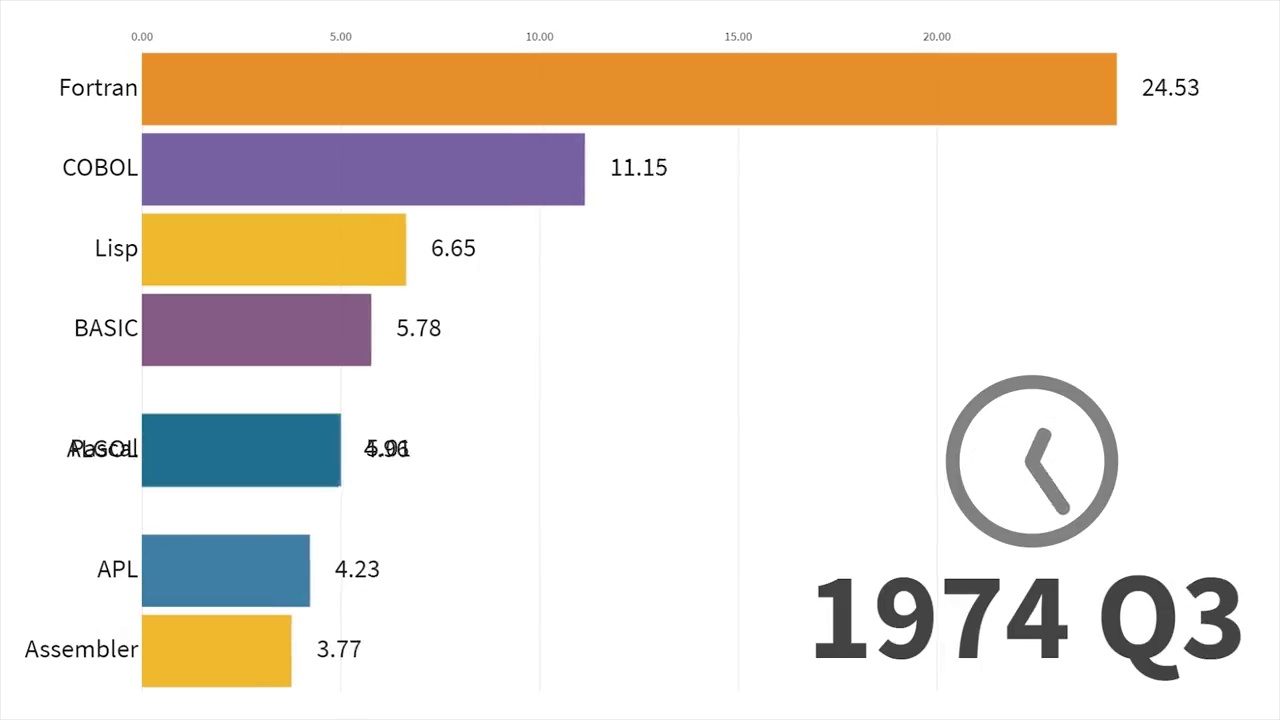 0.00 5.00 10.00 15.00 20.00
Fortran 24.53
COBOL 11.15
Lisp 6.65
BASIC 5.78
APL 4.23
Assembler 3.77
1974 Q3